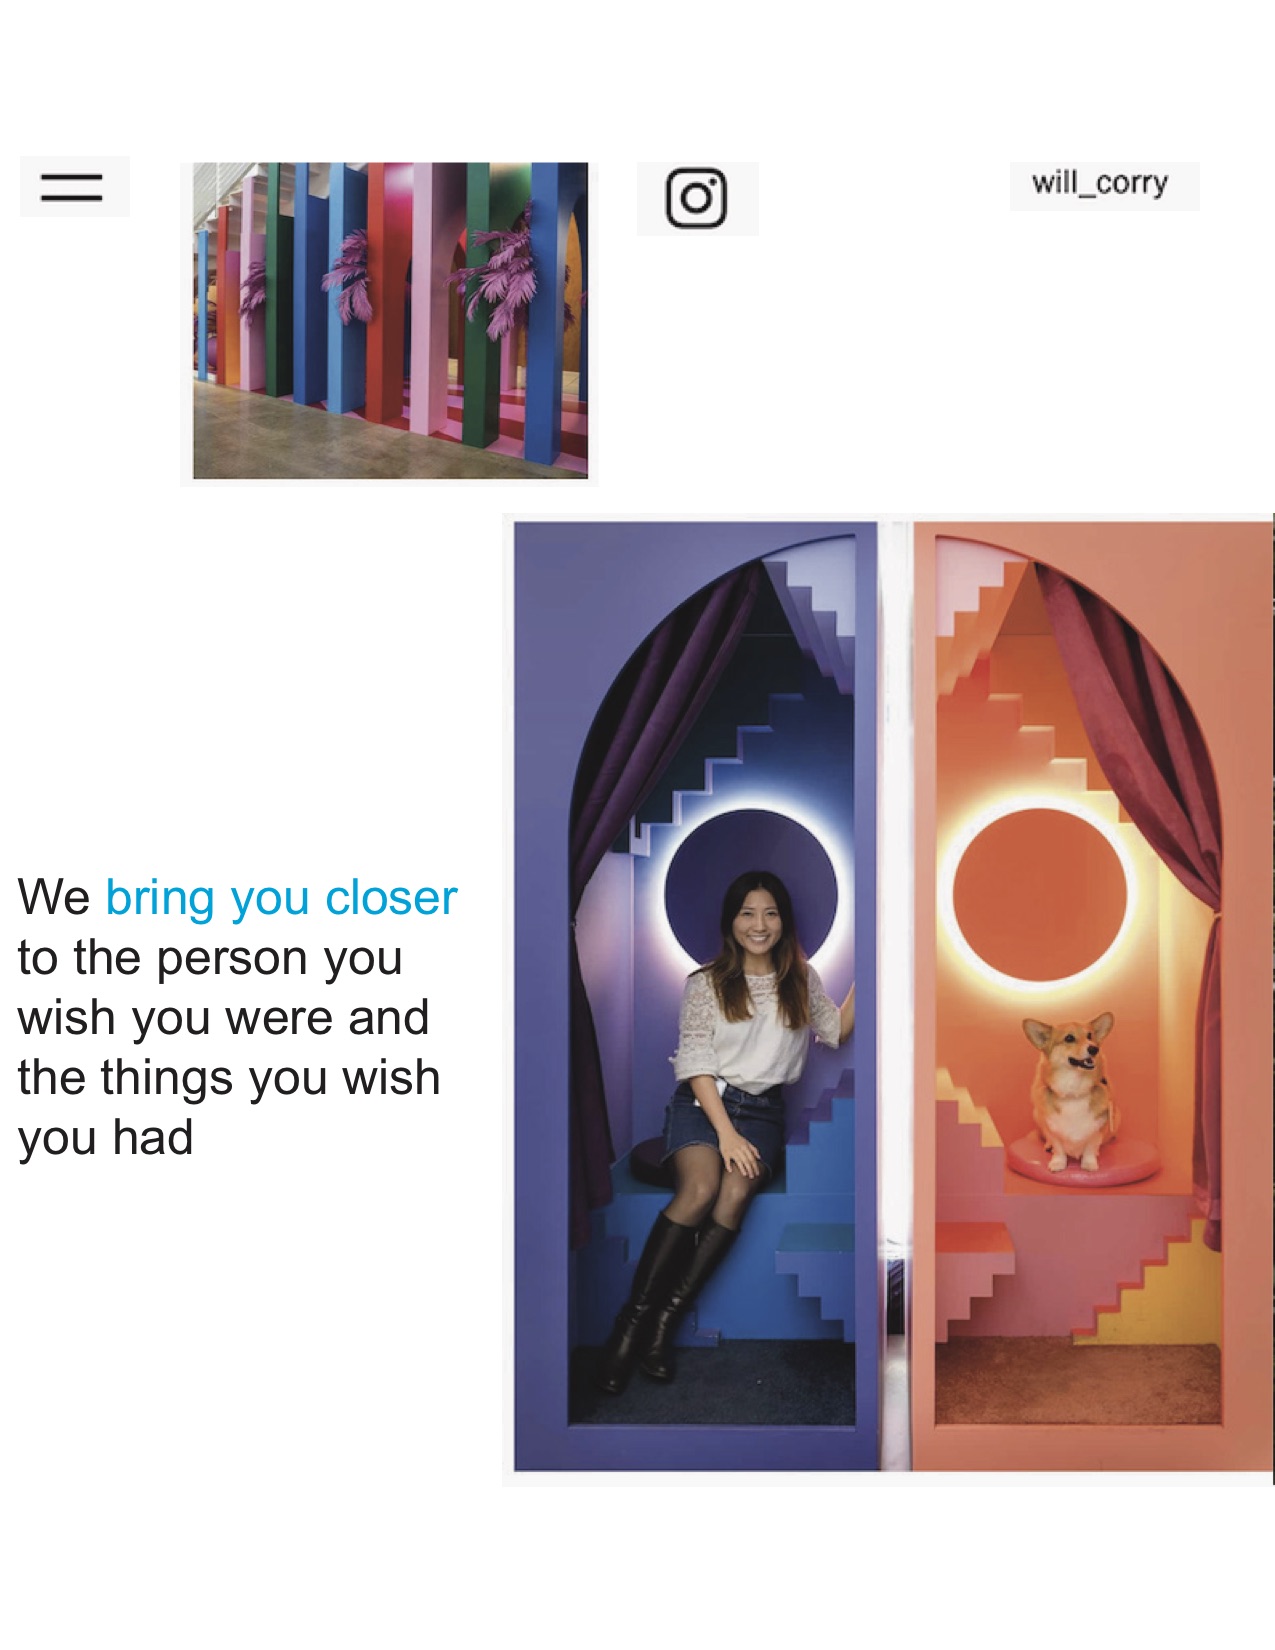 will_corry
We bring you closer
to the person you
wish you were and
the things you wish
you had